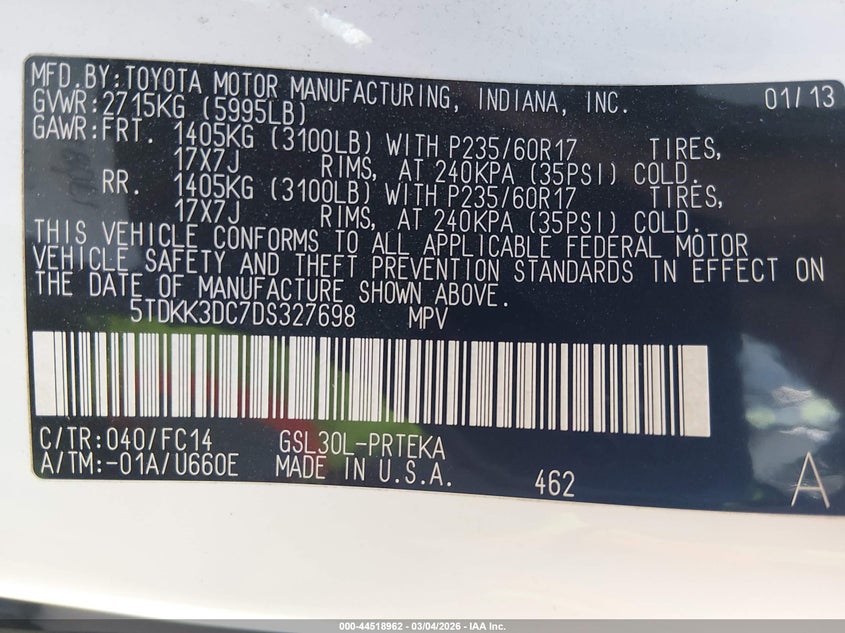 MFD.BY:TOYOTA MOTOR MANUFACTURING, INDIANA, INC. 01/13
GVWR:2715KG (5995LB)
GAWR:FRT. 1405KG (3100LB) WITH P235/60R17 TIRES,
17X7J RIMS, AT 240KPA (35PSI) COLD.
RR. 1405KG (3100LB) WITH P235/60R17 TIRES,
17X7J RIMS, AT 240KPA (35PSI) COLD.
THIS VEHICLE CONFORMS TO ALL APPLICABLE FEDERAL MOTOR
VEHICLE SAFETY AND THEFT PREVENTION STANDARDS IN EFFECT ON
THE DATE OF MANUFACTURE SHOWN ABOVE.
5TDKK3DC7DS327698 MPV
C/TR:040/FC14 GSL30L-PRTEKA
A/TM:-01A/U660E MADE IN U.S.A. 462 A
000-44518962 - 03/04/2026 - IAA Inc.